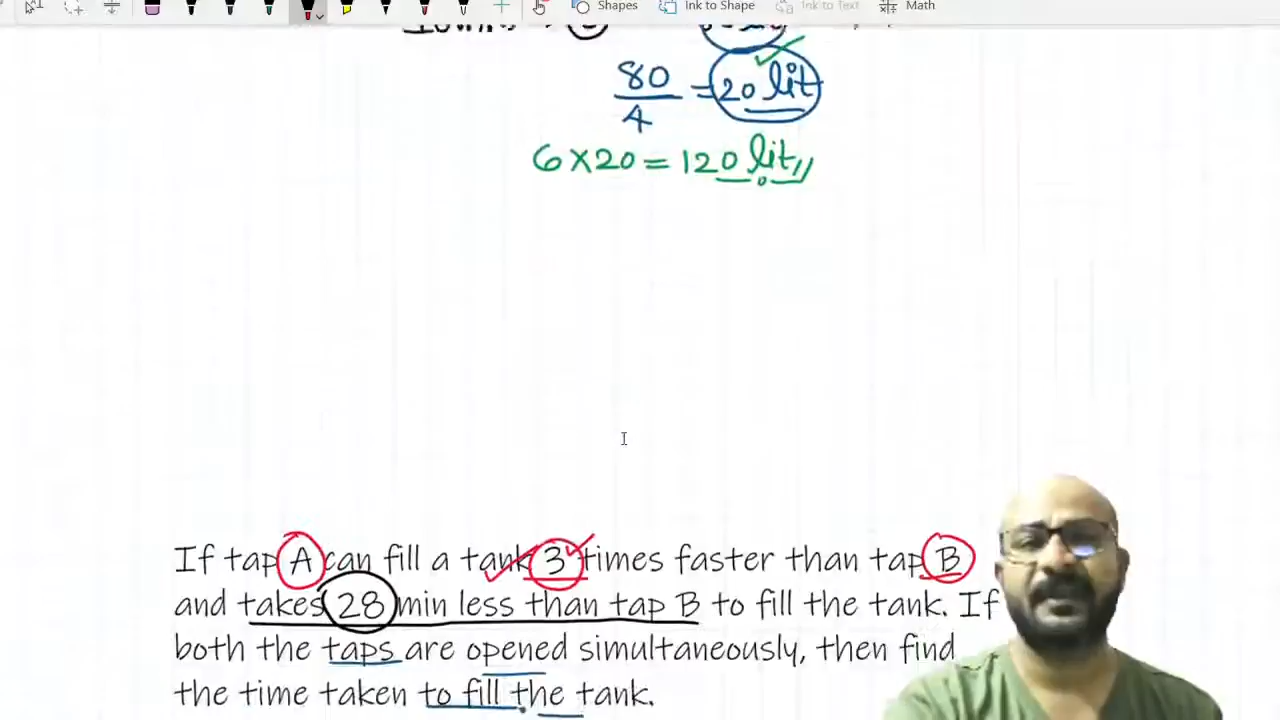 Shapes Ink to Shape Ink to Text Math
80
4
= 20 lit
6 × 20 = 120 lit
If tap A can fill a tank 3 times faster than tap B
and takes 28 min less than tap B to fill the tank. If
both the taps are opened simultaneously, then find
the time taken to fill the tank.